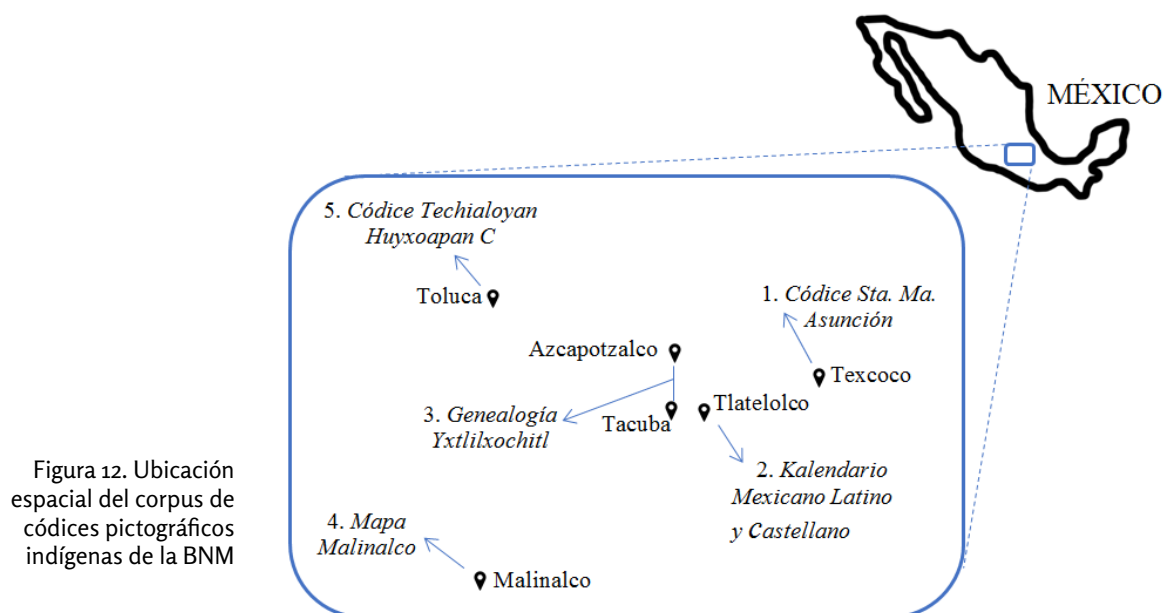 MÉXICO
5. Códice Techialoyan
Huyxoapan C
Toluca
1. Códice Sta. Ma.
Asunción
Azcapotzalco
Texcoco
Tlatelolco
Tacuba
3. Genealogía
Yxtlilxochitl
2. Kalendario
Mexicano Latino
y Castellano
4. Mapa
Malinalco
Malinalco
Figura 12. Ubicación
espacial del corpus de
códices pictográficos
indígenas de la BNM